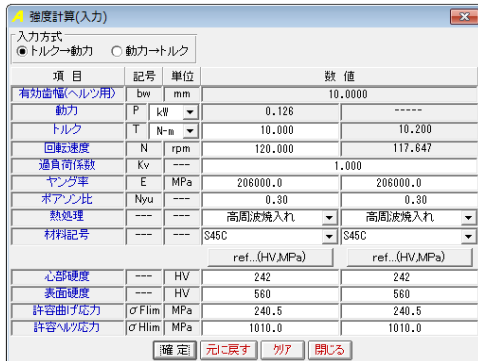 強度計算(入力)
入力方式
トルク→動力 動力→トルク
項 目 記号 単位 数 値
有効歯幅(ヘルツ用) bw mm 10.0000
動力 P kW 0.126 -----
トルク T N-m 10.000 10.200
回転速度 N rpm 120.000 117.647
過負荷係数 Kv --- 1.000
ヤング率 E MPa 206000.0 206000.0
ポアソン比 Nyu --- 0.30 0.30
熱処理 --- --- 高周波焼入れ 高周波焼入れ
材料記号 --- --- S45C S45C
ref...(HV,MPa) ref...(HV,MPa)
心部硬度 --- HV 242 242
表面硬度 --- HV 560 560
許容曲げ応力 σFlim MPa 240.5 240.5
許容ヘルツ応力 σHlim MPa 1010.0 1010.0
確 定 元に戻す クリア 閉じる